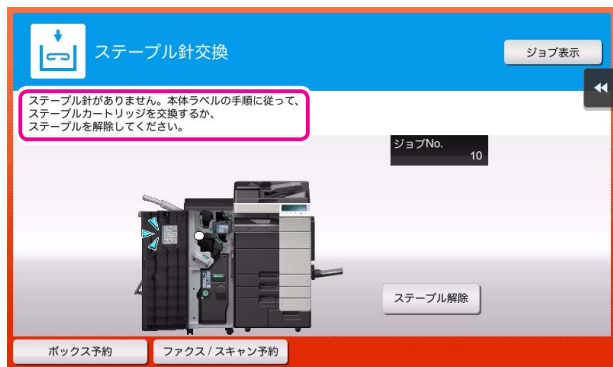 ステープル針交換
ジョブ表示
ステープル針がありません。本体ラベルの手順に従って、
ステープルカートリッジを交換するか、
ステープルを解除してください。
ジョブNo.
10
ステープル解除
ボックス予約
ファクス / スキャン予約